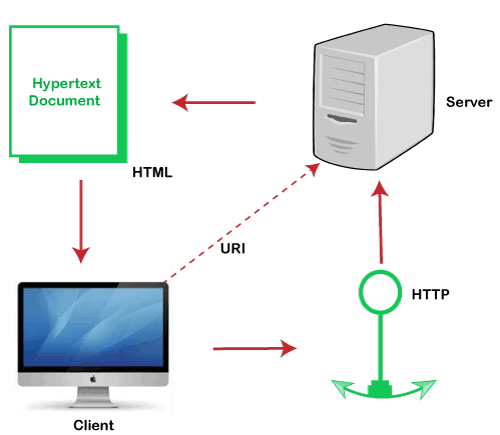 Hypertext
Document
Server
HTML
URI
HTTP
Client